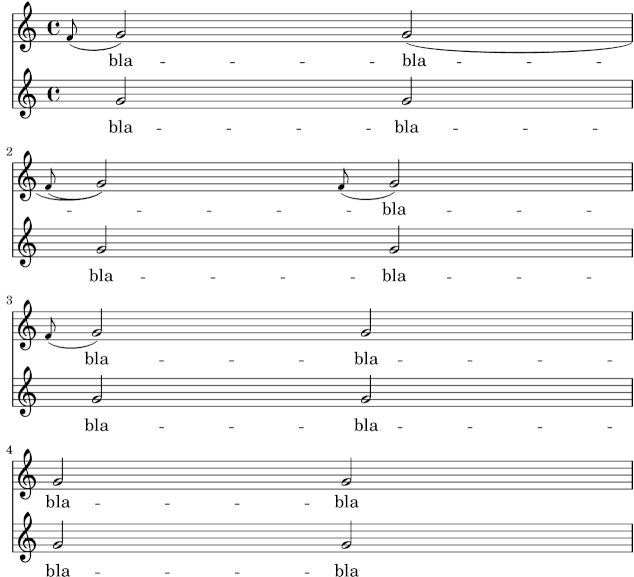 bla - - - - bla - - -
bla - - - - bla - - -
2
- - - - - bla - - -
bla - - - - bla - - -
3
bla - - - bla - - - -
bla - - - bla - - - -
4
bla - - - - bla
bla - - - - bla